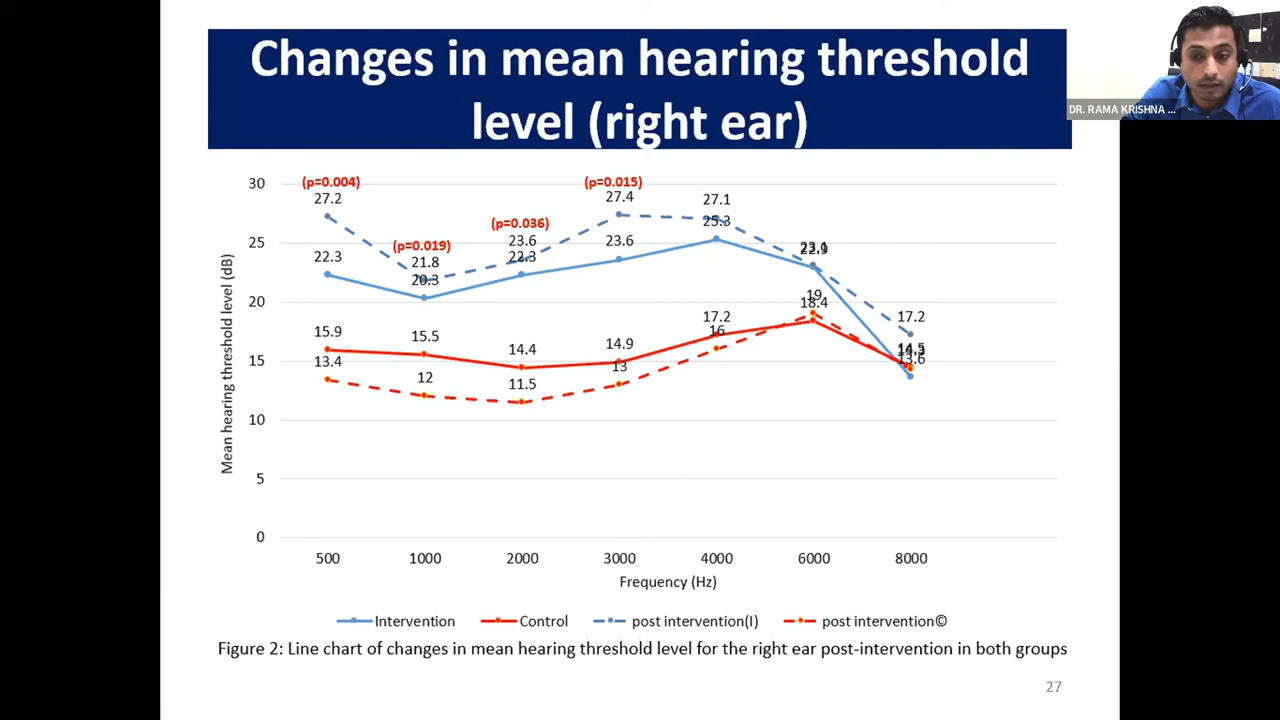 Changes in mean hearing threshold
level (right ear)
DR. RAMA KRISHNA ...
30
25
20
15
10
5
0
Mean hearing threshold level (dB)
(p=0.004)
27.2
22.3
15.9
13.4
(p=0.019)
21.8
20.3
15.5
12
(p=0.036)
23.6
22.3
14.4
11.5
(p=0.015)
27.4
23.6
14.9
13
27.1
25.3
17.2
16
19
18.4
17.2
14.5
13.6
500 1000 2000 3000 4000 6000 8000
Frequency (Hz)
Intervention Control post intervention(I) post intervention©
Figure 2: Line chart of changes in mean hearing threshold level for the right ear post-intervention in both groups
27